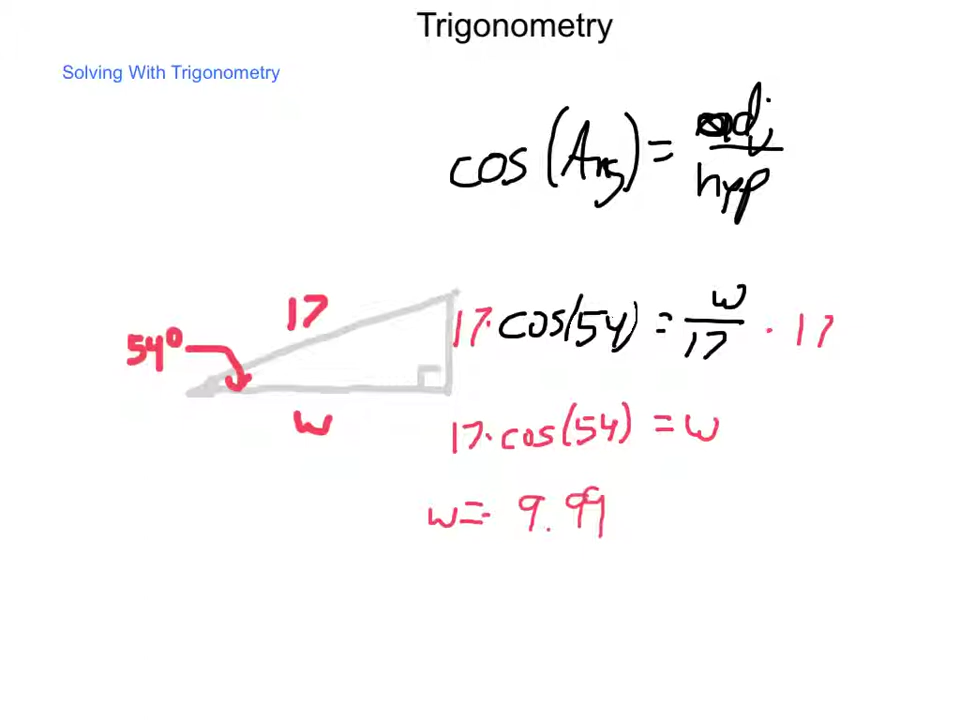 Trigonometry
Solving With Trigonometry
cos(Ang) = adj/hyp
17
54°
w
17·cos(54) = w/17 · 17
17·cos(54) = w
w = 9.99